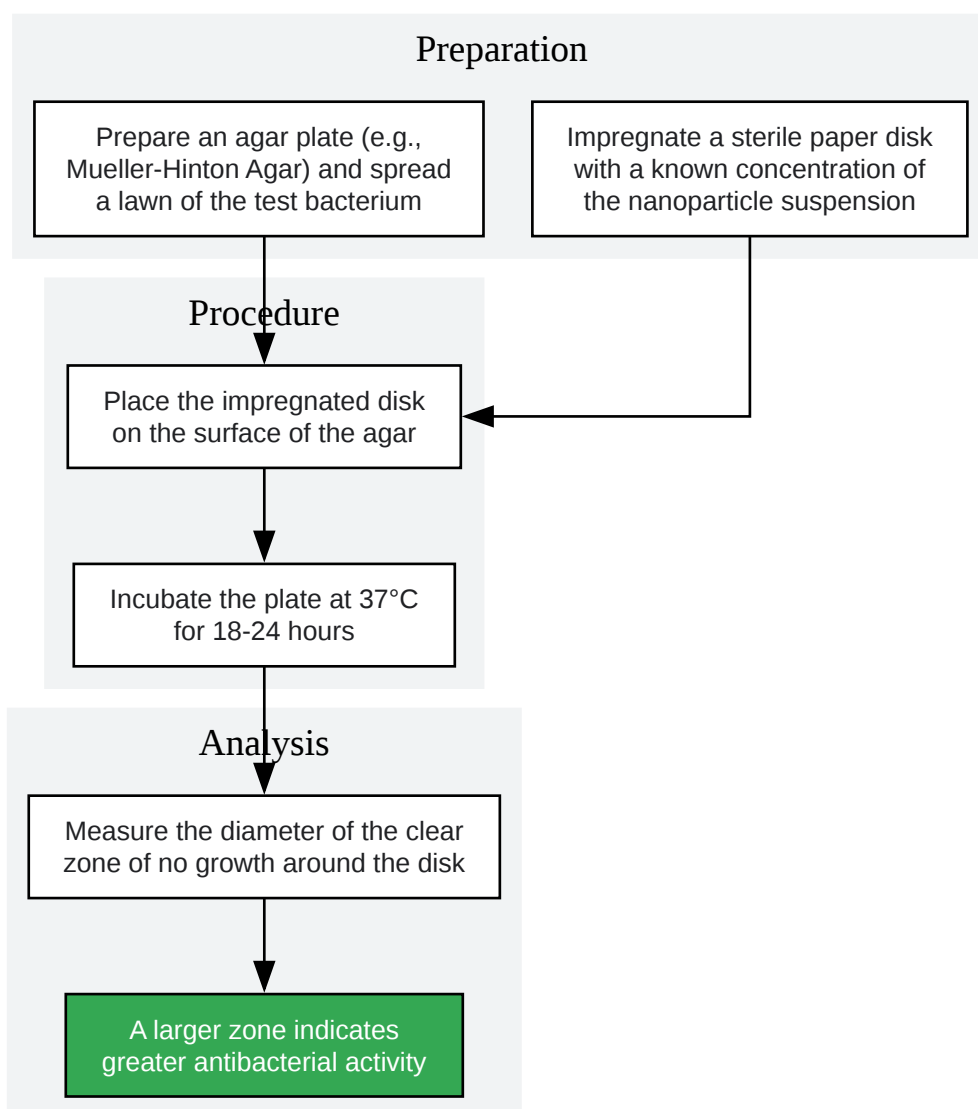 Preparation
Prepare an agar plate (e.g.,
Mueller-Hinton Agar) and spread
a lawn of the test bacterium
Impregnate a sterile paper disk
with a known concentration of
the nanoparticle suspension
Procedure
Place the impregnated disk
on the surface of the agar
Incubate the plate at 37°C
for 18-24 hours
Analysis
Measure the diameter of the clear
zone of no growth around the disk
A larger zone indicates
greater antibacterial activity